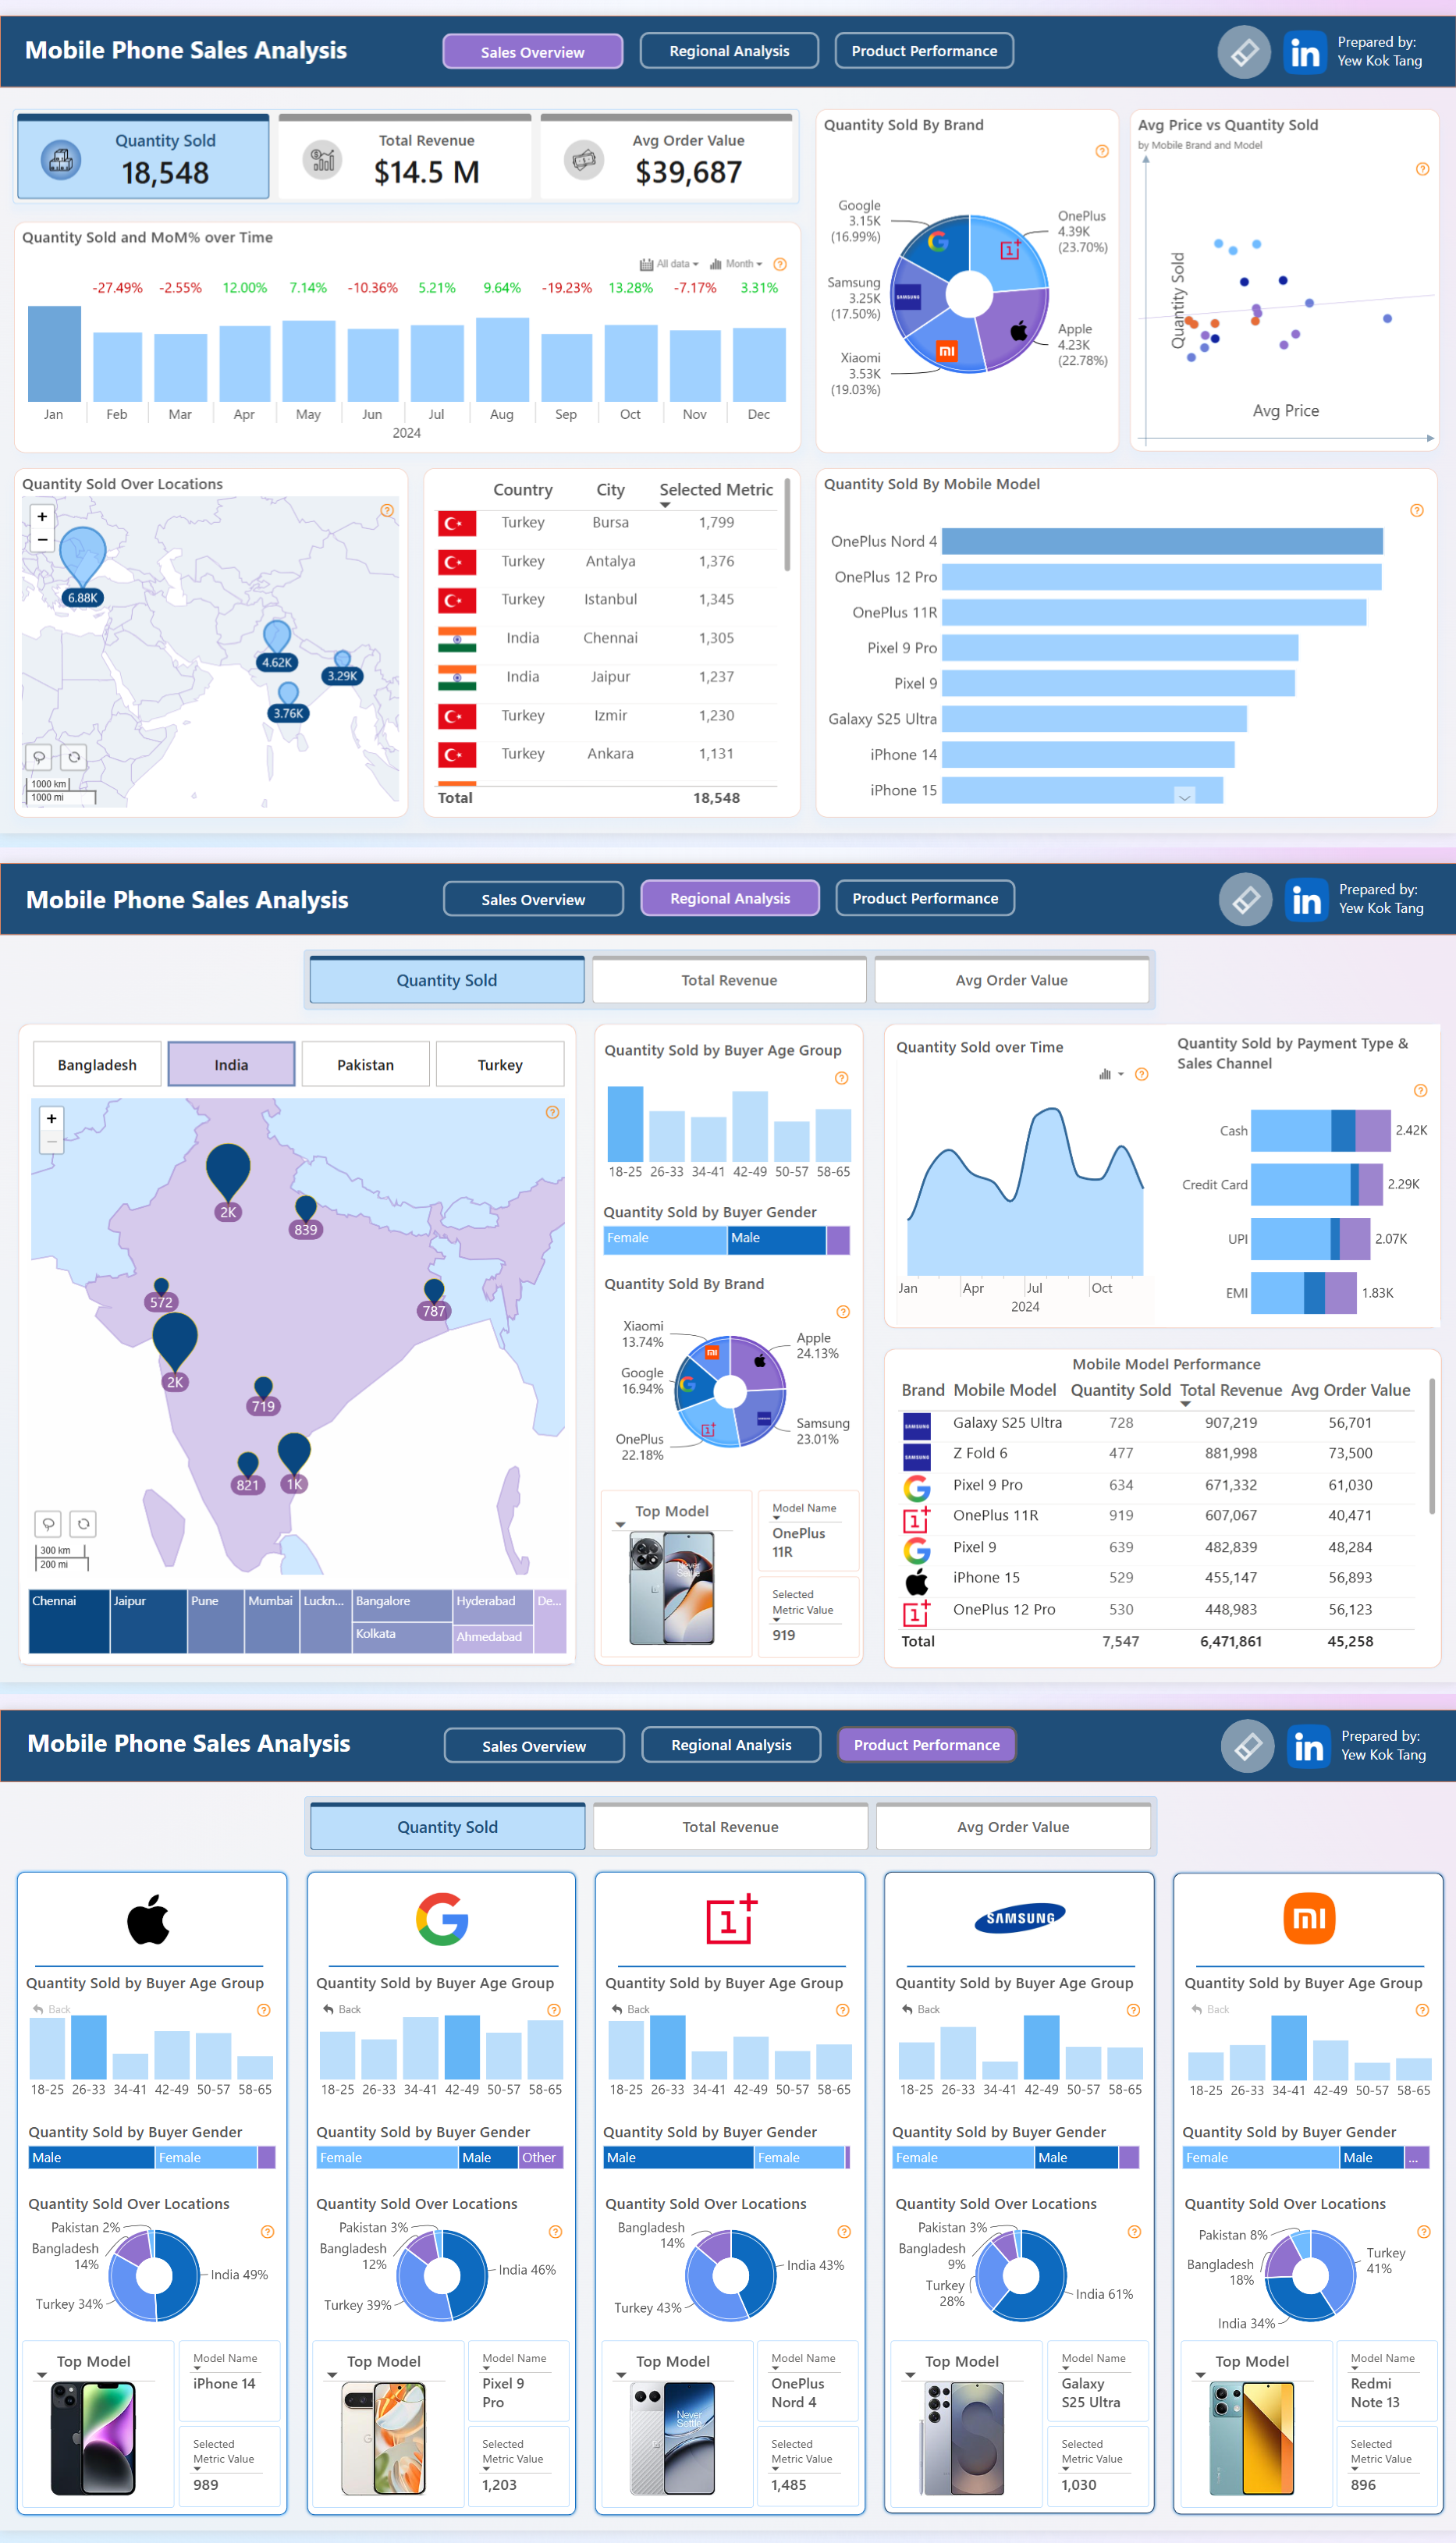 Mobile Phone Sales Analysis
Sales Overview
Regional Analysis
Product Performance
in
Prepared by:
Yew Kok Tang
Quantity Sold
18,548
Total Revenue
$14.5 M
Avg Order Value
$39,687
Quantity Sold and MoM% over Time
All data
Month
-27.49%
-2.55%
12.00%
7.14%
-10.36%
5.21%
9.64%
-19.23%
13.28%
-7.17%
3.31%
Jan
Feb
Mar
Apr
May
Jun
Jul
Aug
Sep
Oct
Nov
Dec
2024
Quantity Sold By Brand
Google
3.15K
(16.99%)
OnePlus
4.39K
(23.70%)
Samsung
3.25K
(17.50%)
SAMSUNG
Apple
4.23K
(22.78%)
Xiaomi
3.53K
(19.03%)
Avg Price vs Quantity Sold
by Mobile Brand and Model
Quantity Sold
Avg Price
Quantity Sold Over Locations
+
−
6.88K
4.62K
3.29K
3.76K
1000 km
1000 mi
Country City Selected Metric
Turkey Bursa 1,799
Turkey Antalya 1,376
Turkey Istanbul 1,345
India Chennai 1,305
India Jaipur 1,237
Turkey Izmir 1,230
Turkey Ankara 1,131
Total 18,548
Quantity Sold By Mobile Model
OnePlus Nord 4
OnePlus 12 Pro
OnePlus 11R
Pixel 9 Pro
Pixel 9
Galaxy S25 Ultra
iPhone 14
iPhone 15
Mobile Phone Sales Analysis
Sales Overview
Regional Analysis
Product Performance
in
Prepared by:
Yew Kok Tang
Quantity Sold
Total Revenue
Avg Order Value
Bangladesh
India
Pakistan
Turkey
+
−
2K
839
572
787
2K
719
821
1K
300 km
200 mi
Chennai
Jaipur
Pune
Mumbai
Luckn...
Bangalore
Kolkata
Hyderabad
Ahmedabad
De...
Quantity Sold by Buyer Age Group
18-25
26-33
34-41
42-49
50-57
58-65
Quantity Sold by Buyer Gender
Female
Male
Quantity Sold By Brand
Xiaomi
13.74%
Apple
24.13%
Google
16.94%
Samsung
23.01%
OnePlus
22.18%
Top Model
Never
Settle
Model Name
OnePlus
11R
Selected
Metric Value
919
Quantity Sold over Time
Jan
Apr
Jul
Oct
2024
Quantity Sold by Payment Type &
Sales Channel
Cash 2.42K
Credit Card 2.29K
UPI 2.07K
EMI 1.83K
Mobile Model Performance
Brand Mobile Model Quantity Sold Total Revenue Avg Order Value
SAMSUNG Galaxy S25 Ultra 728 907,219 56,701
SAMSUNG Z Fold 6 477 881,998 73,500
Pixel 9 Pro 634 671,332 61,030
OnePlus 11R 919 607,067 40,471
Pixel 9 639 482,839 48,284
iPhone 15 529 455,147 56,893
OnePlus 12 Pro 530 448,983 56,123
Total 7,547 6,471,861 45,258
Mobile Phone Sales Analysis
Sales Overview
Regional Analysis
Product Performance
in
Prepared by:
Yew Kok Tang
Quantity Sold
Total Revenue
Avg Order Value
Quantity Sold by Buyer Age Group
Back
18-25
26-33
34-41
42-49
50-57
58-65
Quantity Sold by Buyer Gender
Male
Female
Quantity Sold Over Locations
Pakistan 2%
Bangladesh
14%
India 49%
Turkey 34%
Top Model
Model Name
iPhone 14
Selected
Metric Value
989
G
Quantity Sold by Buyer Age Group
Back
18-25
26-33
34-41
42-49
50-57
58-65
Quantity Sold by Buyer Gender
Female
Male
Other
Quantity Sold Over Locations
Pakistan 3%
Bangladesh
12%
India 46%
Turkey 39%
Top Model
Model Name
Pixel 9
Pro
Selected
Metric Value
1,203
1+
Quantity Sold by Buyer Age Group
Back
18-25
26-33
34-41
42-49
50-57
58-65
Quantity Sold by Buyer Gender
Male
Female
Quantity Sold Over Locations
Bangladesh
14%
India 43%
Turkey 43%
Top Model
Never
Settle
Model Name
OnePlus
Nord 4
Selected
Metric Value
1,485
SAMSUNG
Quantity Sold by Buyer Age Group
Back
18-25
26-33
34-41
42-49
50-57
58-65
Quantity Sold by Buyer Gender
Female
Male
Quantity Sold Over Locations
Pakistan 3%
Bangladesh
9%
Turkey
28%
India 61%
Top Model
Model Name
Galaxy
S25 Ultra
Selected
Metric Value
1,030
mi
Quantity Sold by Buyer Age Group
Back
18-25
26-33
34-41
42-49
50-57
58-65
Quantity Sold by Buyer Gender
Female
Male
...
Quantity Sold Over Locations
Pakistan 8%
Turkey
41%
Bangladesh
18%
India 34%
Top Model
Model Name
Redmi
Note 13
Selected
Metric Value
896